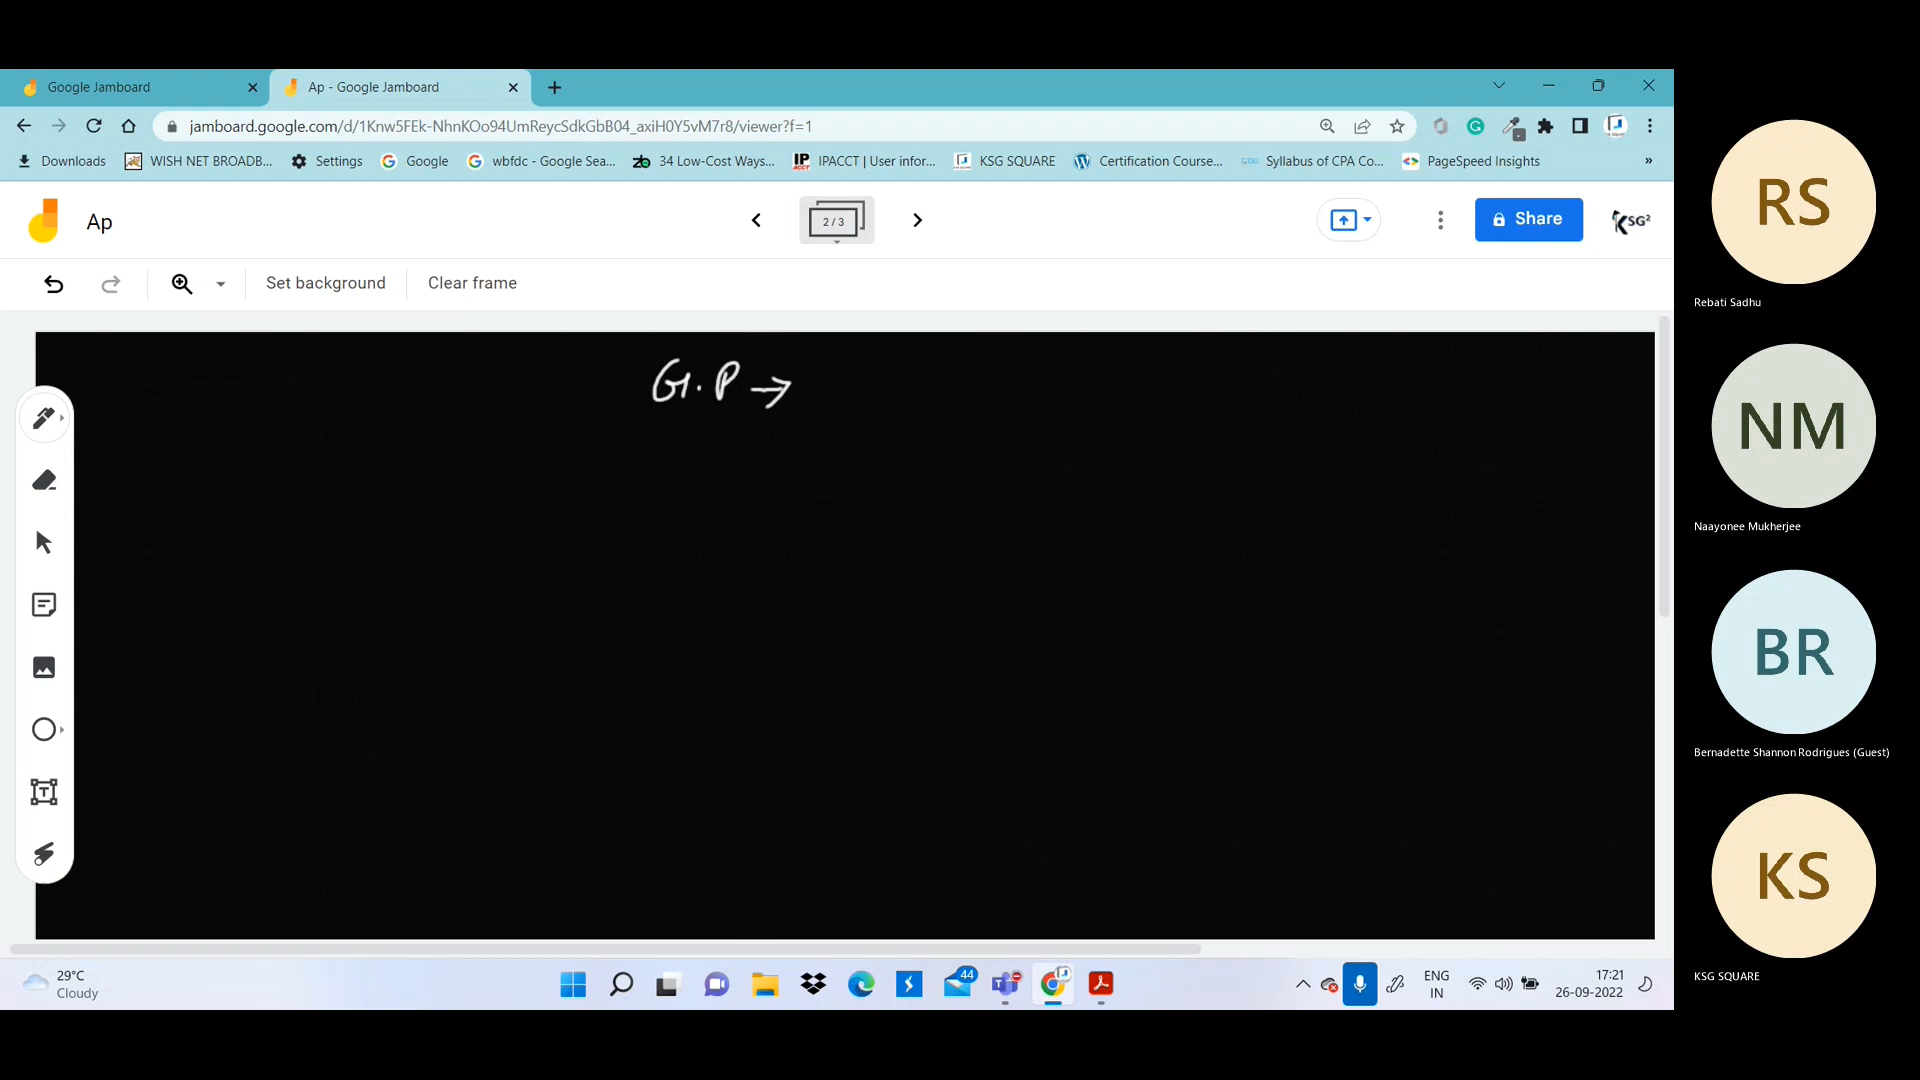 Google Jamboard
Ap - Google Jamboard
jamboard.google.com/d/1Knw5FEk-NhnKOo94UmReycSdkGbB04_axiH0Y5vM7r8/viewer?f=1
Downloads WISH NET BROADB... Settings Google wbfdc - Google Sea... 34 Low-Cost Ways... IPACCT | User infor... KSG SQUARE Certification Course... Syllabus of CPA Co... PageSpeed Insights »
Ap
2 / 3
Share
KSG²
Set background Clear frame
G.P →
29°C
Cloudy
44
ENG
IN
17:21
26-09-2022
RS
Rebati Sadhu
NM
Naayonee Mukherjee
BR
Bernadette Shannon Rodrigues (Guest)
KS
KSG SQUARE